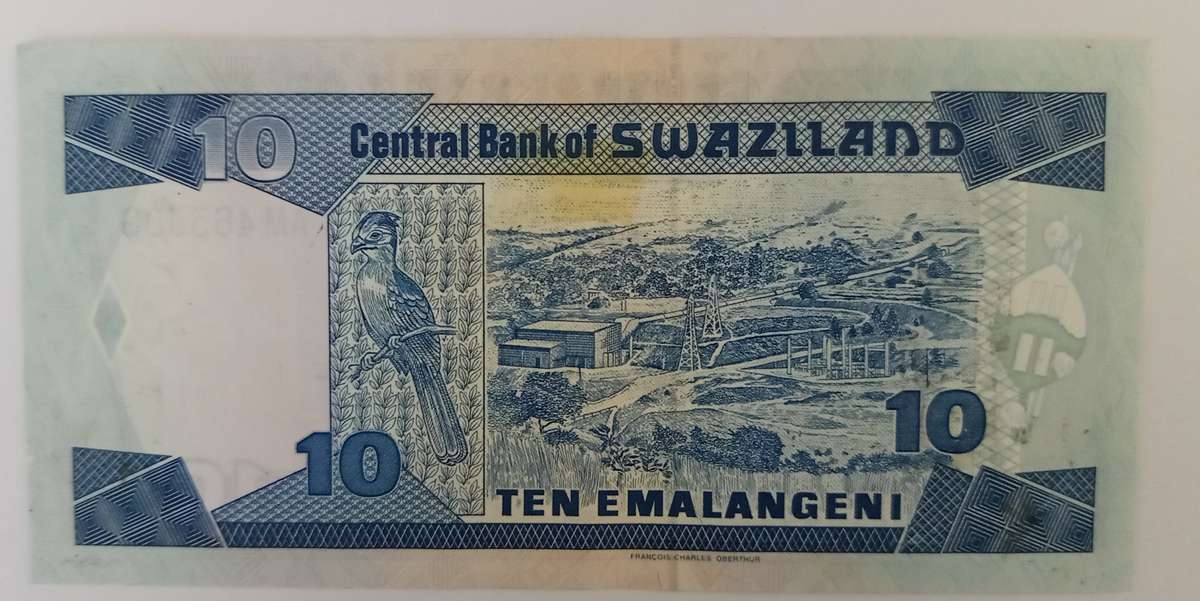 10 Central Bank of SWAZILAND
10
10
TEN EMALANGENI
FRANÇOIS-CHARLES OBERTHUR